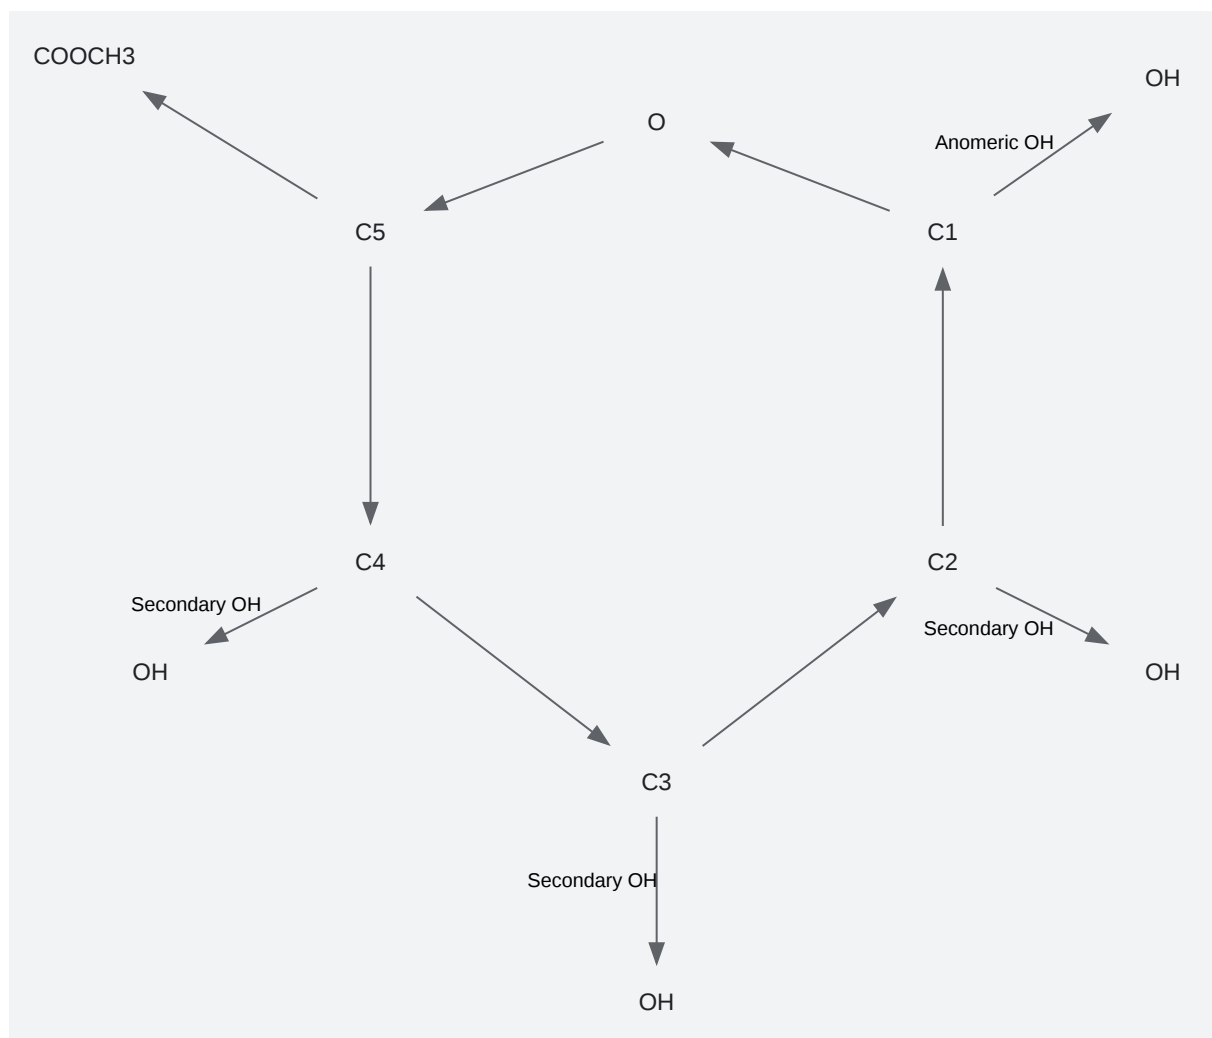 COOCH3
OH
O
Anomeric OH
C5
C1
C4
C2
Secondary OH
Secondary OH
OH
OH
C3
Secondary OH
OH